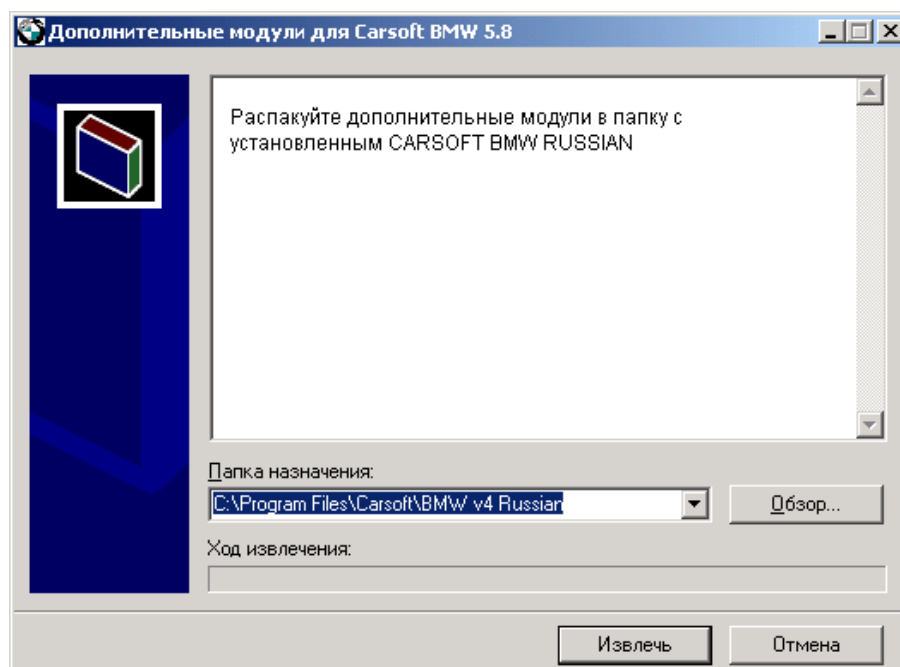 Дополнительные модули для Carsoft BMW 5.8
Распакуйте дополнительные модули в папку с
установленным CARSOFT BMW RUSSIAN
Папка назначения:
C:\Program Files\Carsoft\BMW v4 Russian
Обзор...
Ход извлечения:
Извлечь
Отмена